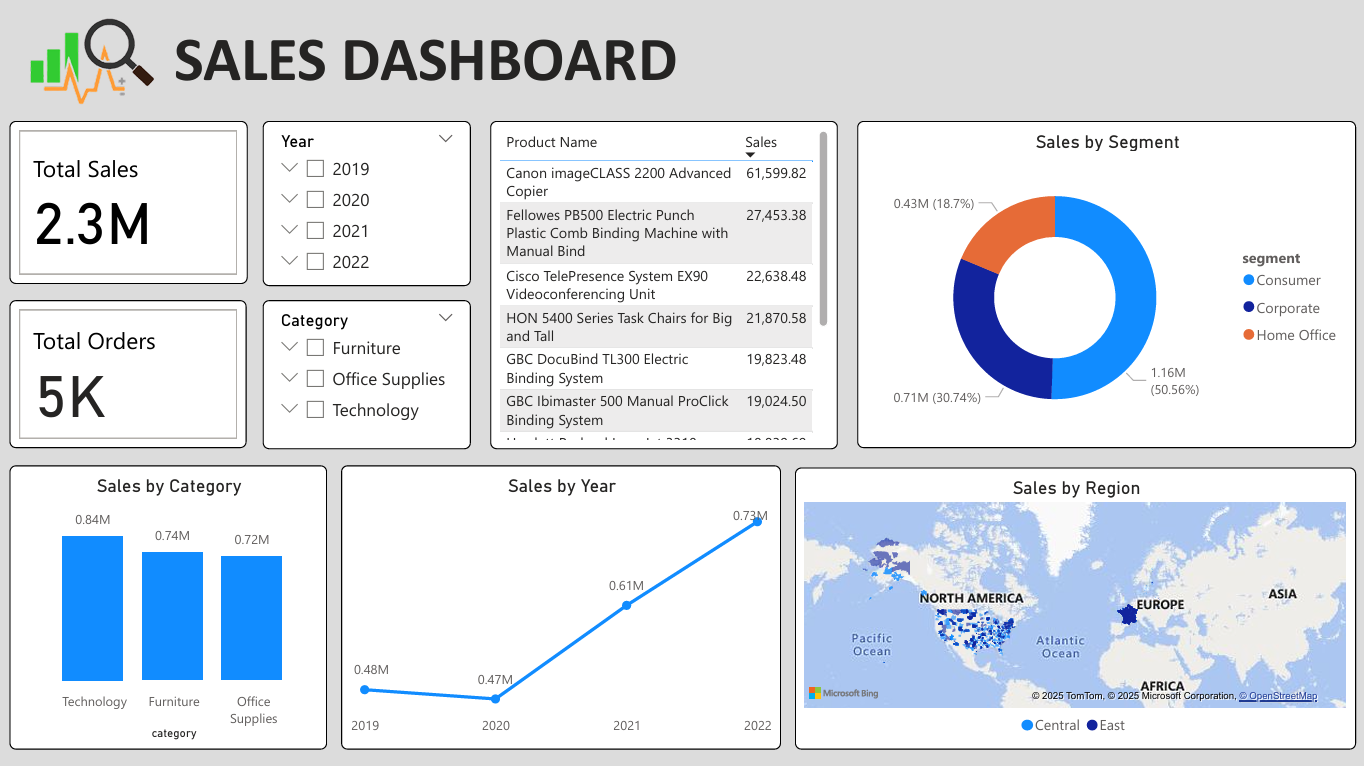 SALES DASHBOARD
Total Sales
2.3M
Total Orders
5K
Year
2019
2020
2021
2022
Category
Furniture
Office Supplies
Technology
Product Name Sales
Canon imageCLASS 2200 Advanced 61,599.82
Copier
Fellowes PB500 Electric Punch 27,453.38
Plastic Comb Binding Machine with
Manual Bind
Cisco TelePresence System EX90 22,638.48
Videoconferencing Unit
HON 5400 Series Task Chairs for Big 21,870.58
and Tall
GBC DocuBind TL300 Electric 19,823.48
Binding System
GBC Ibimaster 500 Manual ProClick 19,024.50
Binding System
Sales by Segment
0.43M (18.7%)
0.71M (30.74%)
1.16M
(50.56%)
segment
Consumer
Corporate
Home Office
Sales by Category
0.84M
0.74M
0.72M
Technology
Furniture
Office
Supplies
category
Sales by Year
0.48M
0.47M
0.61M
0.73M
2019
2020
2021
2022
Sales by Region
NORTH AMERICA
EUROPE
ASIA
Pacific
Ocean
Atlantic
Ocean
AFRICA
Microsoft Bing
© 2025 TomTom, © 2025 Microsoft Corporation, © OpenStreetMap
Central
East